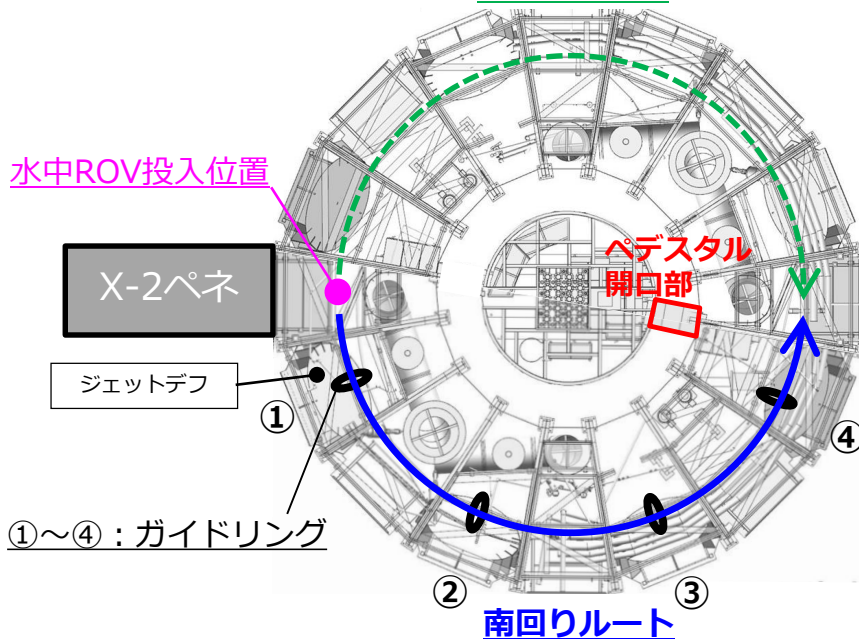 水中ROV投入位置
ペデスタル
開口部
X-2ペネ
ジェットデフ
①
④
①～④：ガイドリング
②
③
南回りルート